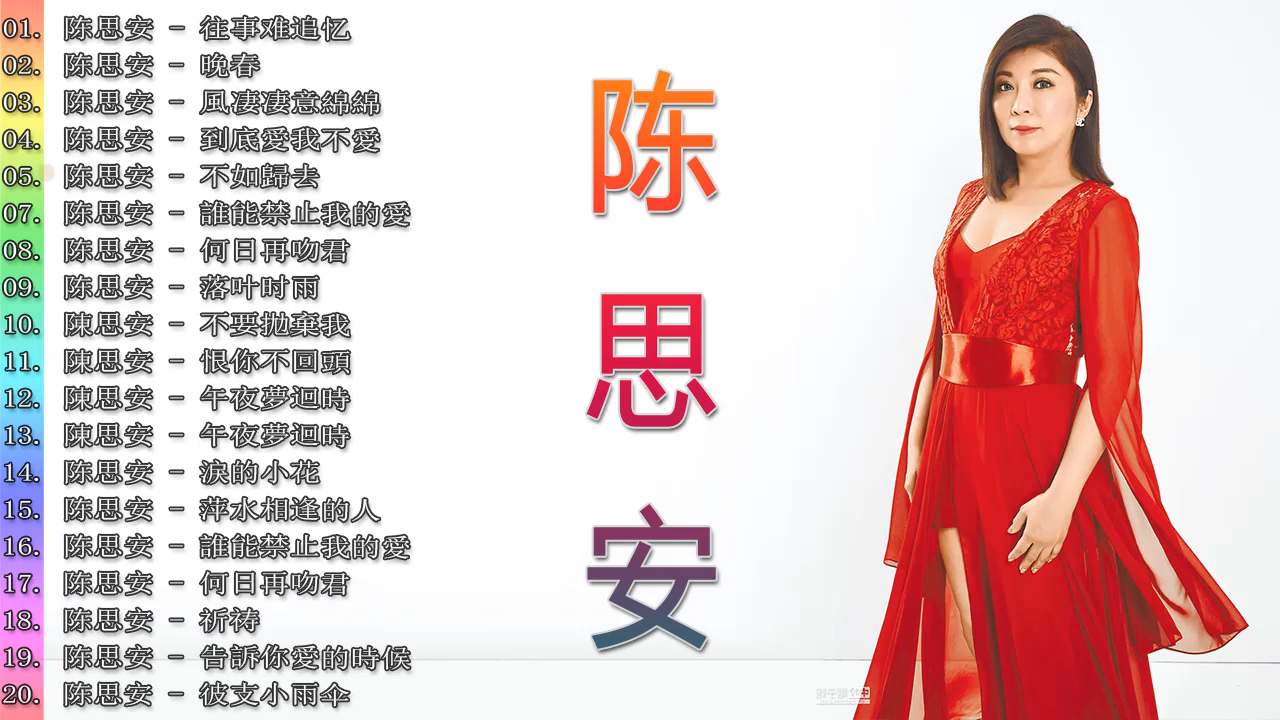 01. 陈思安 - 往事难追忆
02. 陈思安 - 晚春
03. 陈思安 - 風凄凄意綿綿
04. 陈思安 - 到底愛我不愛
05. 陈思安 - 不如歸去
07. 陈思安 - 誰能禁止我的愛
08. 陈思安 - 何日再吻君
09. 陈思安 - 落叶时雨
10. 陳思安 - 不要拋棄我
11. 陳思安 - 恨你不回頭
12. 陳思安 - 午夜夢迴時
13. 陳思安 - 午夜夢迴時
14. 陈思安 - 淚的小花
15. 陈思安 - 萍水相逢的人
16. 陈思安 - 誰能禁止我的愛
17. 陈思安 - 何日再吻君
18. 陈思安 - 祈祷
19. 陈思安 - 告訴你愛的時候
20. 陈思安 - 彼支小雨伞
陈
思
安